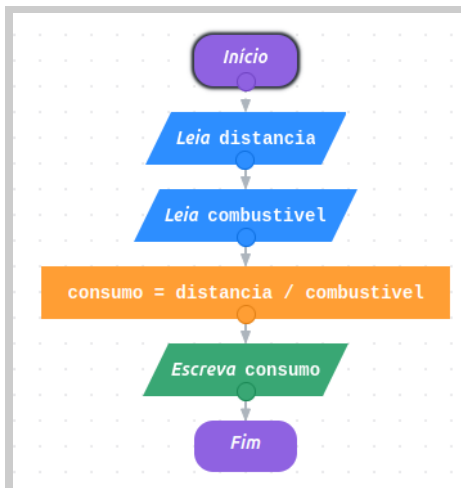 Início
Leia distancia
Leia combustivel
consumo = distancia / combustivel
Escreva consumo
Fim